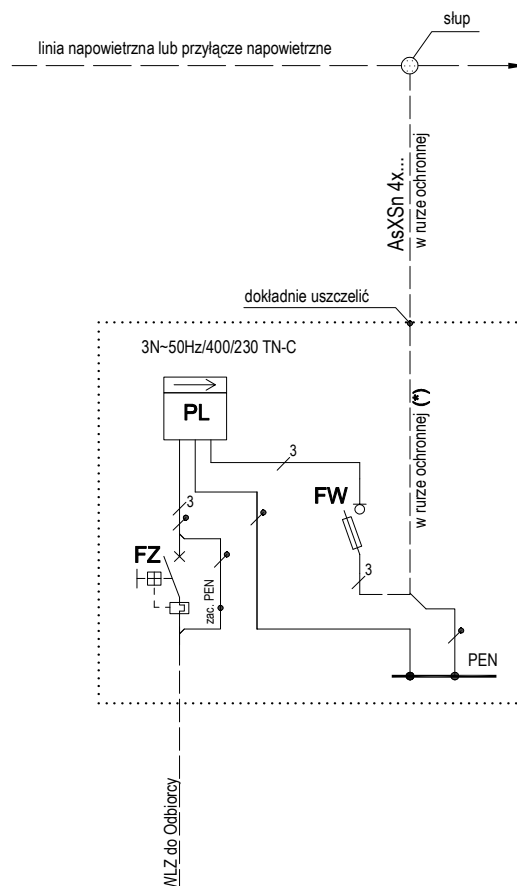 słup
linia napowietrzna lub przyłącze napowietrzne
AsXSn 4x...
w rurze ochronnej
dokładnie uszczelić
3N~50Hz/400/230 TN-C
PL
w rurze ochronnej (*)
3
FW
3
FZ
3
zac. PEN
PEN
WLZ do Odbiorcy